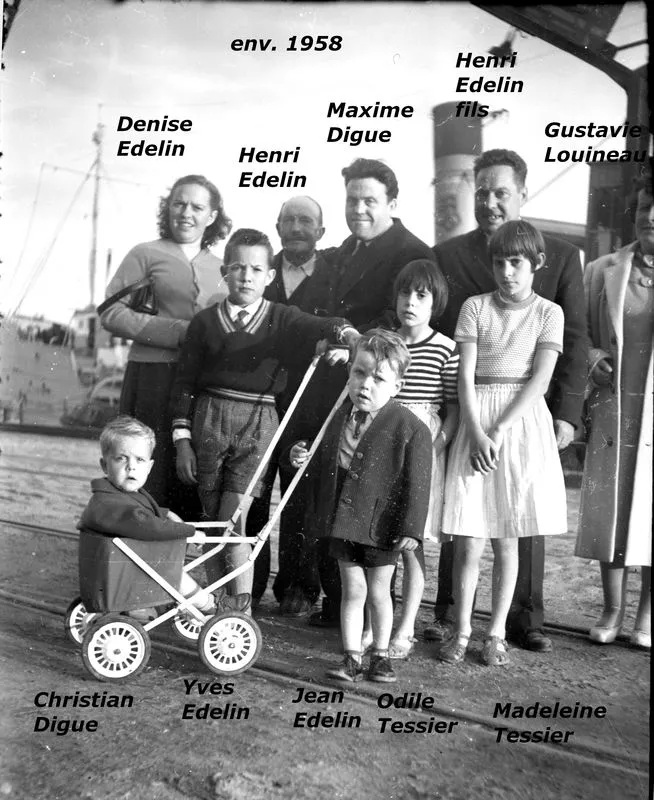 env. 1958
Henri
Edelin
fils
Maxime
Digue
Denise
Edelin
Gustavie
Louineau
Henri
Edelin
Christian
Digue
Yves
Edelin
Jean
Edelin
Odile
Tessier
Madeleine
Tessier